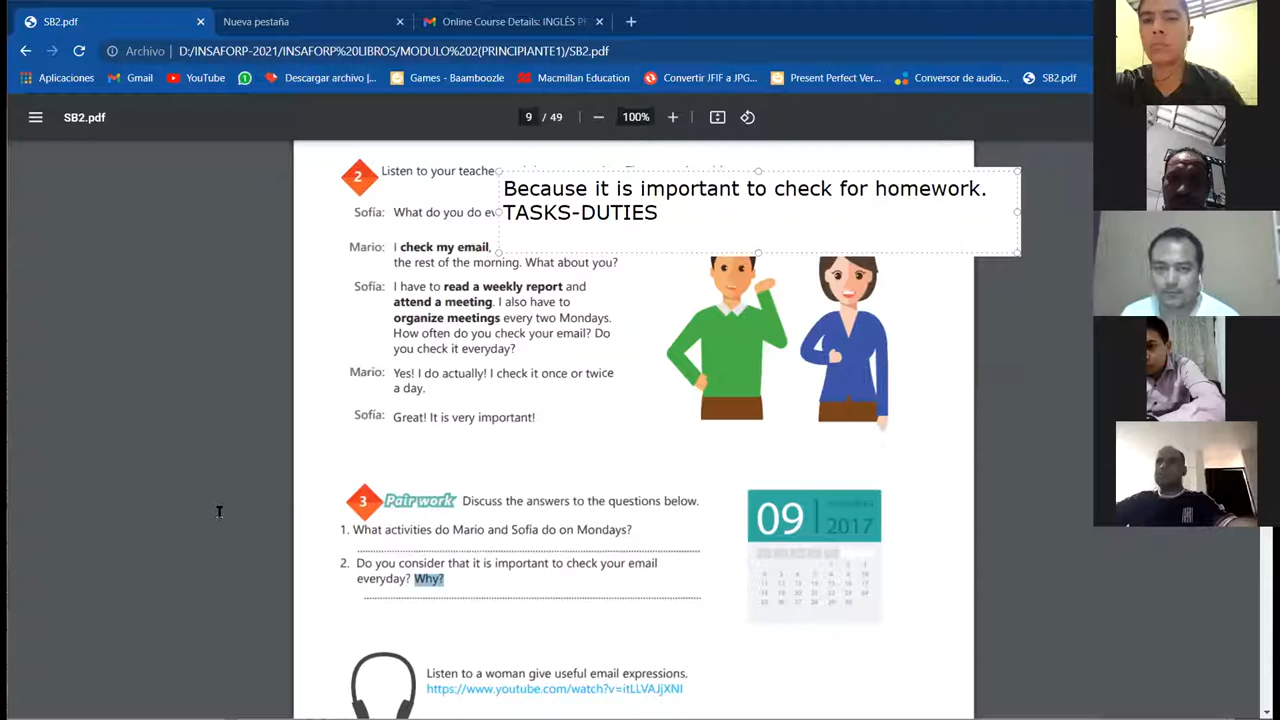 SB2.pdf
Nueva pestaña
Online Course Details: INGLÉS P
Archivo D:/INSAFORP-2021/INSAFORP%20LIBROS/MODULO%202(PRINCIPIANTE1)/SB2.pdf
Aplicaciones Gmail YouTube 1 Descargar archivo |... Games - Baamboozle Macmillan Education Convertir JFIF a JPG... Present Perfect Ver... Conversor de audio... SB2.pdf
SB2.pdf 9 / 49 100%
2 Listen to your
Because it is important to check for homework.
TASKS-DUTIES
Sofía: What do you do
Mario: I check my email,
the rest of the morning. What about you?
Sofía: I have to read a weekly report and
attend a meeting. I also have to
organize meetings every two Mondays.
How often do you check your email? Do
you check it everyday?
Mario: Yes! I do actually! I check it once or twice
a day.
Sofía: Great! It is very important!
3 Pair work Discuss the answers to the questions below.
1. What activities do Mario and Sofía do on Mondays?
2. Do you consider that it is important to check your email
everyday? Why?
09 2017
Listen to a woman give useful email expressions.
https://www.youtube.com/watch?v=itLLVAJjXNI